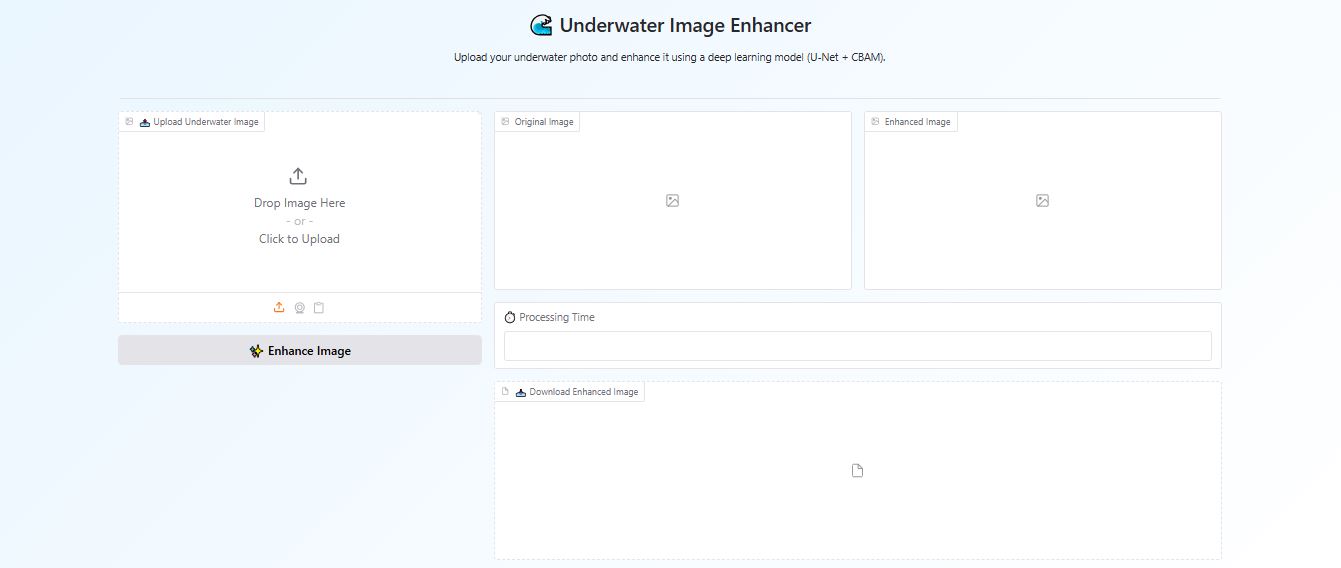 Underwater Image Enhancer
Upload your underwater photo and enhance it using a deep learning model (U-Net + CBAM).
Upload Underwater Image
Drop Image Here
- or -
Click to Upload
Enhance Image
Original Image
Enhanced Image
Processing Time
Download Enhanced Image